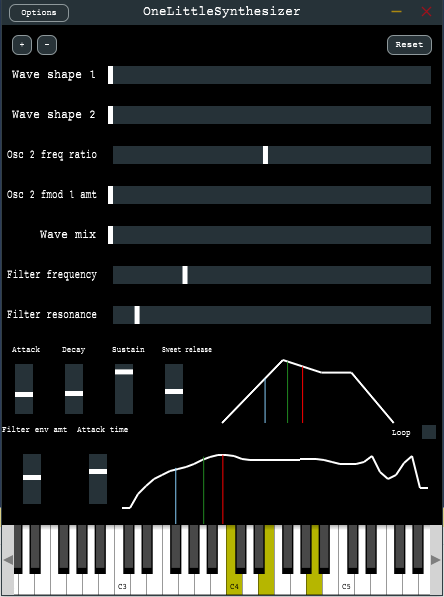 Options
OneLittleSynthesizer
+ -
Reset
Wave shape 1
Wave shape 2
Osc 2 freq ratio
Osc 2 fmod 1 amt
Wave mix
Filter frequency
Filter resonance
Attack Decay Sustain Sweet release
Filter env amt Attack time
Loop
C3 C4 C5